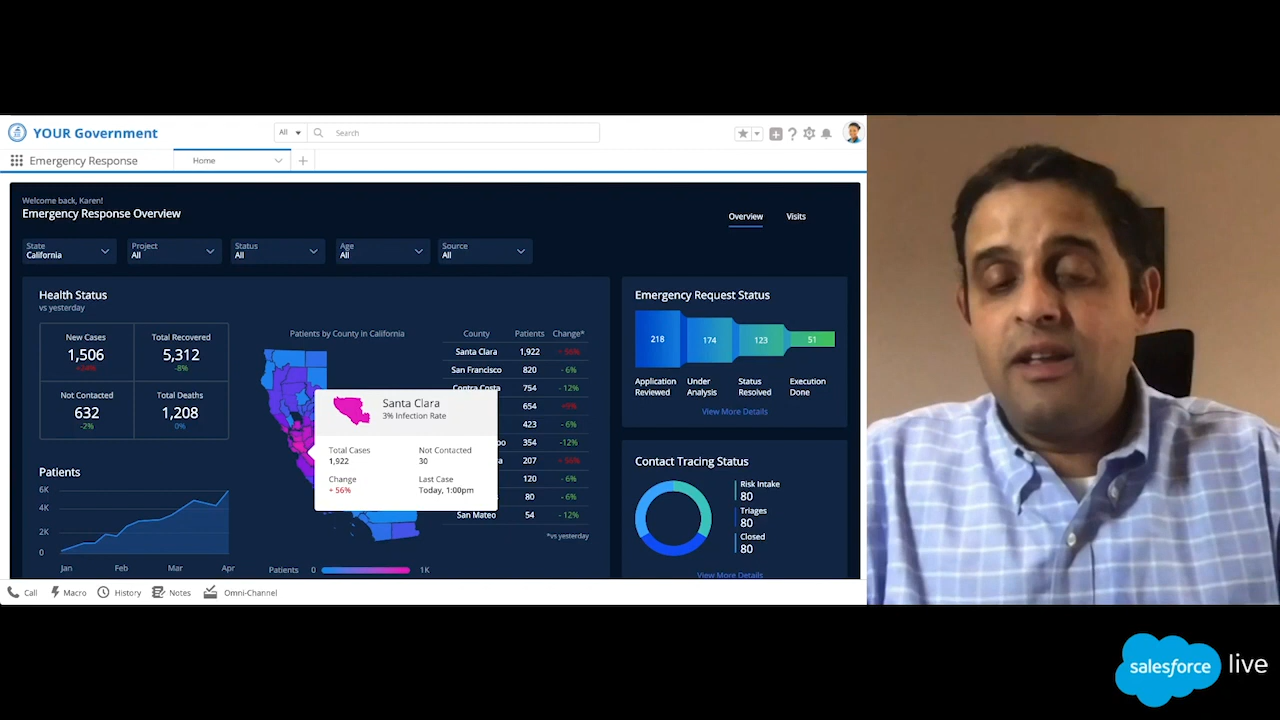 YOUR Government
All
Search
Emergency Response
Home
Welcome back, Karen!
Emergency Response Overview
Overview
Visits
State
California
Project
All
Status
All
Age
All
Source
All
Health Status
vs yesterday
New Cases
1,506
+24%
Total Recovered
5,312
-8%
Not Contacted
632
-2%
Total Deaths
1,208
0%
Patients
6K
4K
2K
0
Jan Feb Mar Apr
Patients by County in California
Santa Clara
3% Infection Rate
Total Cases
1,922
Not Contacted
30
Change
+ 56%
Last Case
Today, 1:00pm
Patients 0 1K
County Patients Change*
Santa Clara 1,922 + 56%
San Francisco 820 - 6%
Contra Costa 754 - 12%
654
423 - 6%
354 -12%
207
120 - 6%
80 - 6%
San Mateo 54 - 12%
*vs yesterday
Emergency Request Status
218 174 123 51
Application Reviewed
Under Analysis
Status Resolved
Execution Done
View More Details
Contact Tracing Status
Risk Intake
80
Triages
80
Closed
80
View More Details
Call Macro History Notes Omni-Channel
salesforce live